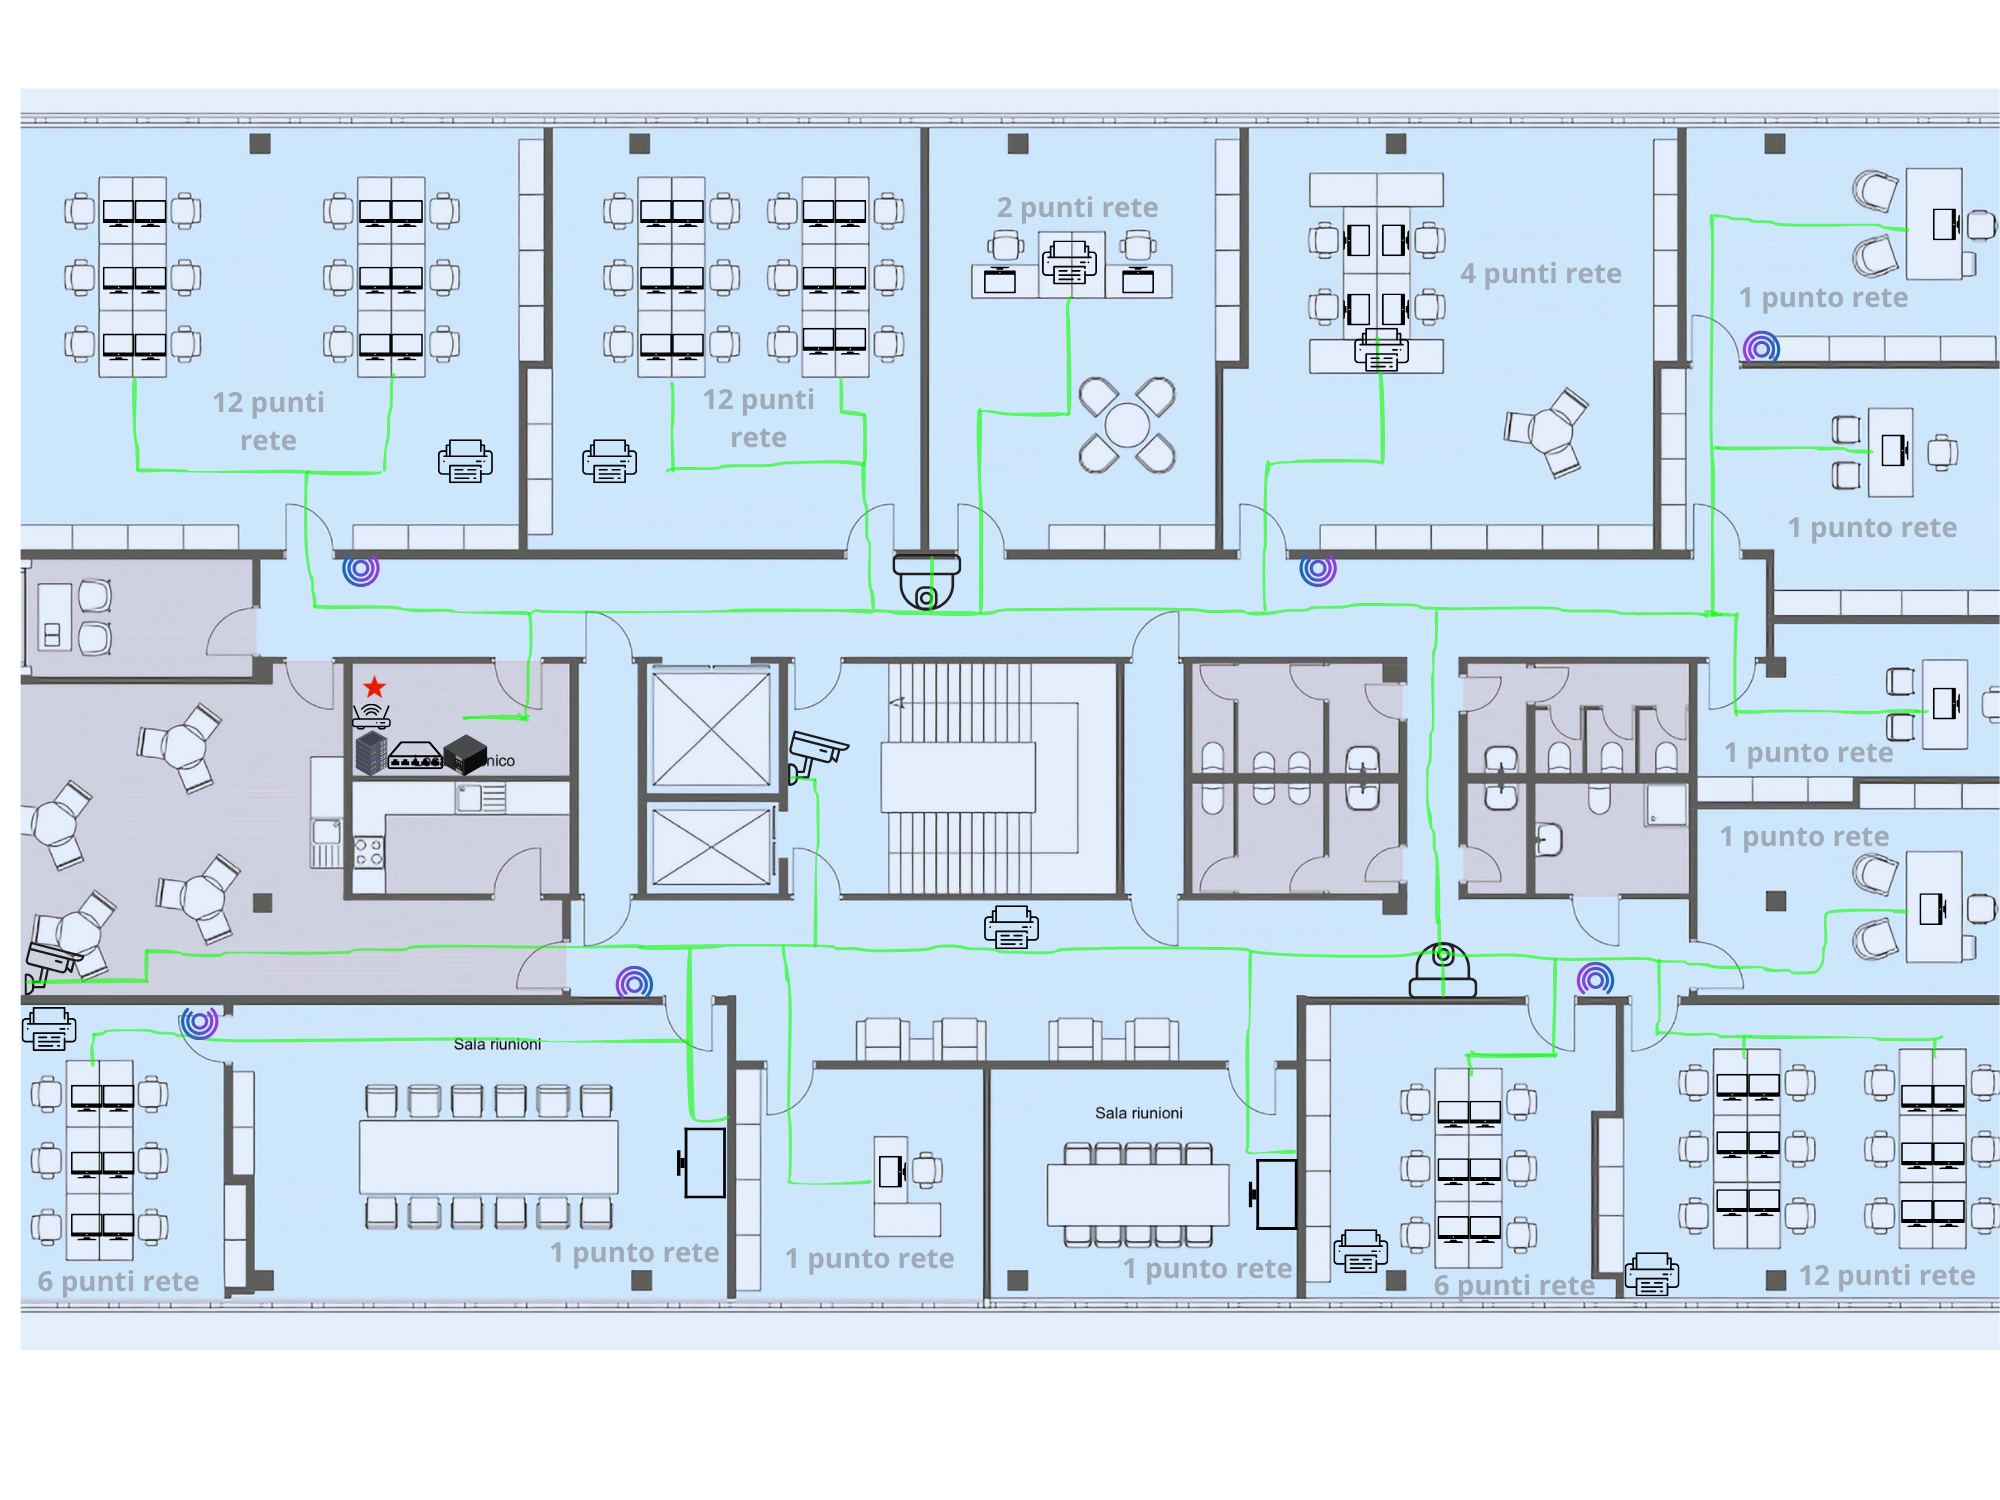 2 punti rete
4 punti rete
1 punto rete
12 punti
rete
12 punti
rete
1 punto rete
1 punto rete
nico
1 punto rete
Sala riunioni
Sala riunioni
1 punto rete
1 punto rete
1 punto rete
6 punti rete
6 punti rete
12 punti rete